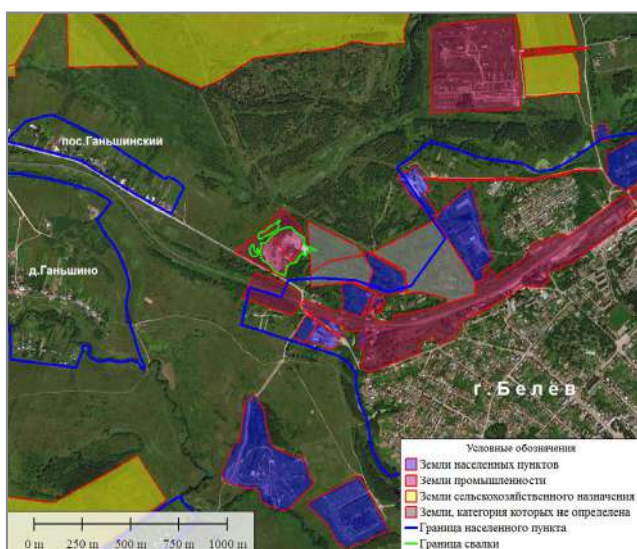 пос.Ганьшинский
д.Ганьшино
г.Белёв
Условные обозначения
Земли населенных пунктов
Земли промышленности
Земли сельскохозяйственного назначения
Земли, категория которых не определена
Граница населенного пункта
Граница свалки
0 m 250 m 500 m 750 m 1000 m